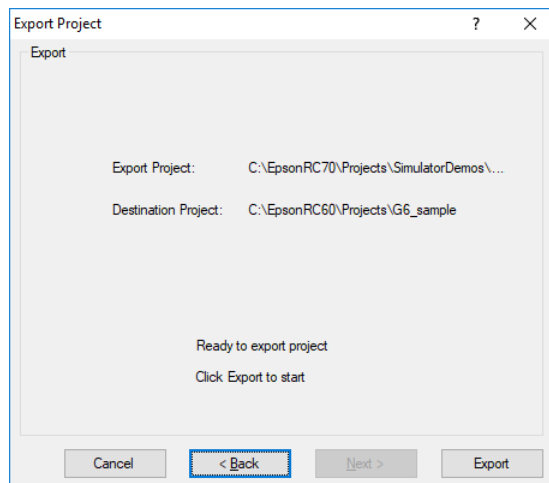 Export Project ? X
Export
Export Project: C:\EpsonRC70\Projects\SimulatorDemos\...
Destination Project: C:\EpsonRC60\Projects\G6_sample
Ready to export project
Click Export to start
Cancel < Back Next > Export